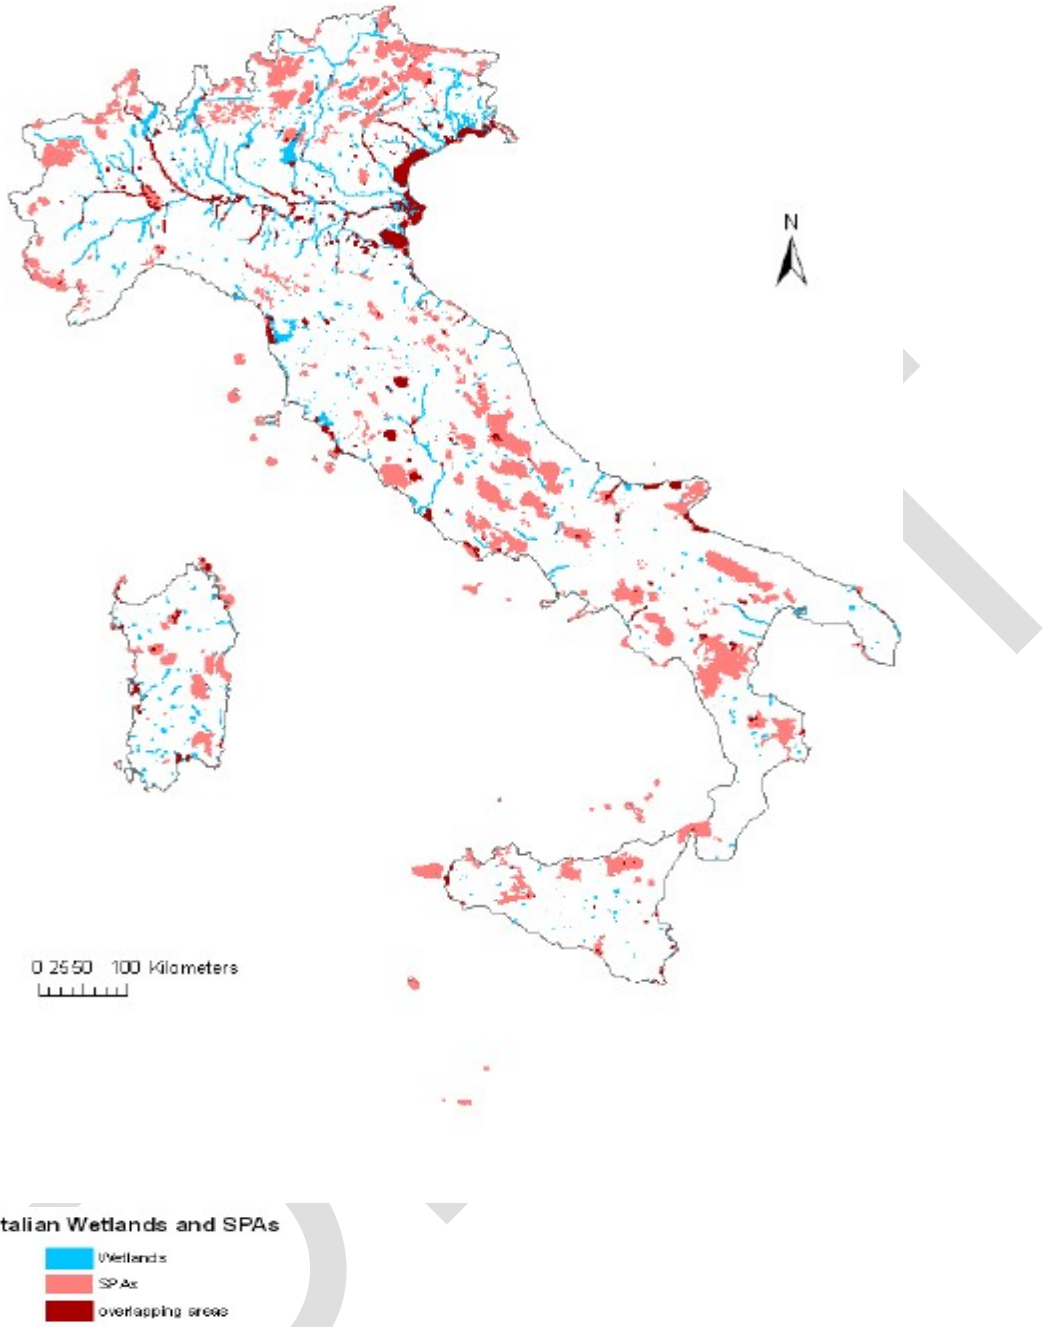 N
0 25 50 100 Kilometers
talian Wetlands and SPAs
Wetlands
SPAs
overlapping areas